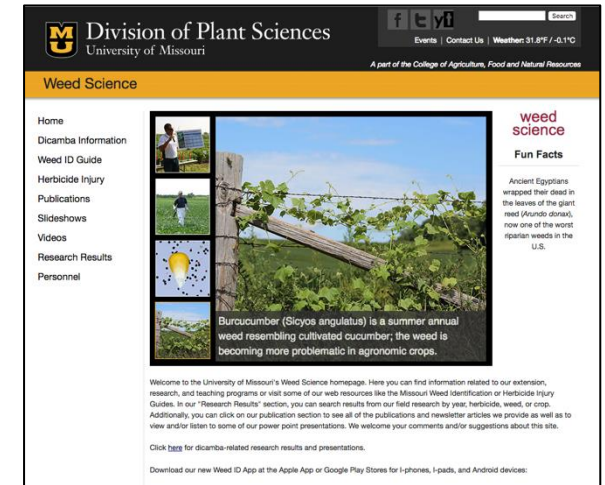 Division of Plant Sciences
University of Missouri
Search
Events | Contact Us | Weather: 31.8°F / -0.1°C
A part of the College of Agriculture, Food and Natural Resources
Weed Science
Home
Dicamba Information
Weed ID Guide
Herbicide Injury
Publications
Slideshows
Videos
Research Results
Personnel
Burcucumber (Sicyos angulatus) is a summer annual
weed resembling cultivated cucumber; the weed is
becoming more problematic in agronomic crops.
weed
science
Fun Facts
Ancient Egyptians
wrapped their dead in
the leaves of the giant
reed (Arundo donax),
now one of the worst
riparian weeds in the
U.S.
Welcome to the University of Missouri's Weed Science homepage. Here you can find information related to our extension,
research, and teaching programs or visit some of our web resources like the Missouri Weed Identification or Herbicide Injury
Guides. In our "Research Results" section, you can search results from our field research by year, herbicide, weed, or crop.
Additionally, you can click on our publication section to see all of the publications and newsletter articles we provide as well as to
view and/or listen to some of our power point presentations. We welcome your comments and/or suggestions about this site.
Click here for dicamba-related research results and presentations.
Download our new Weed ID App at the Apple App or Google Play Stores for I-phones, I-pads, and Android devices: